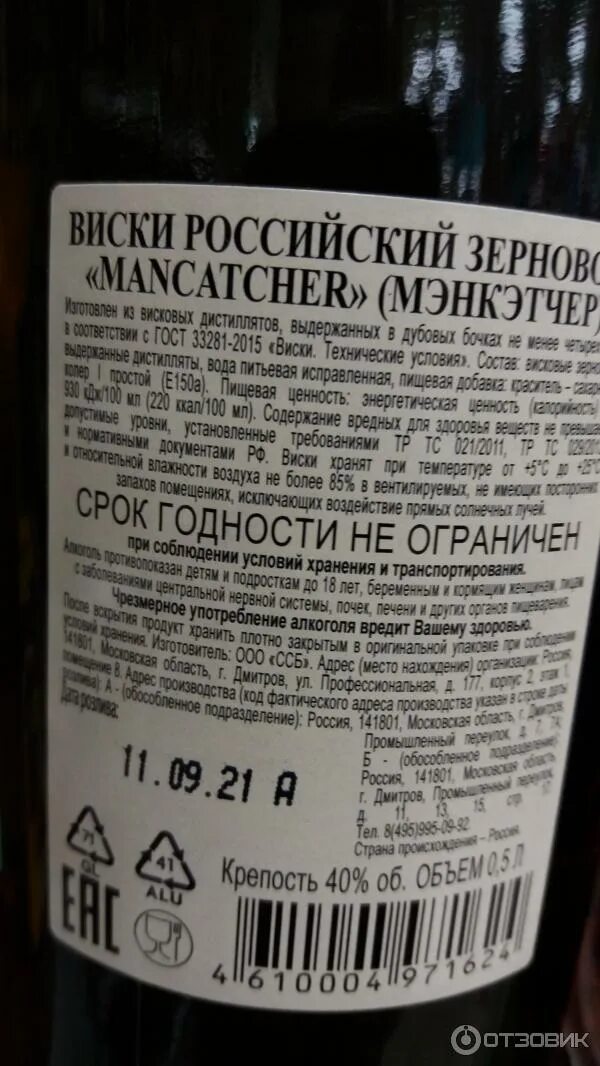 ВИСКИ РОССИЙСКИЙ ЗЕРНОВО
«MANCATCHER» (МЭНКЭТЧЕР)
Изготовлен из висковых дистиллятов, выдержанных в дубовых бочках не менее четырех
в соответствии с ГОСТ 33281-2015 «Виски. Технические условия». Состав: висковые зерно
выдержанные дистилляты, вода питьевая исправленная, пищевая добавка: краситель – сахарн
колер I простой (Е150а). Пищевая ценность: энергетическая ценность (калорийность)
930 кДж/100 мл (220 ккал/100 мл). Содержание вредных для здоровья веществ не превыша
допустимые уровни, установленные требованиями ТР ТС 021/2011, ТР ТС 029/201
и нормативными документами РФ. Виски хранят при температуре от +5°С до +25°С
и относительной влажности воздуха не более 85% в вентилируемых, не имеющих посторонних
запахов помещениях, исключающих воздействие прямых солнечных лучей.
СРОК ГОДНОСТИ НЕ ОГРАНИЧЕН
при соблюдении условий хранения и транспортирования.
Алкоголь противопоказан детям и подросткам до 18 лет, беременным и кормящим женщинам, лицам
с заболеваниями центральной нервной системы, почек, печени и других органов пищеварения.
Чрезмерное употребление алкоголя вредит Вашему здоровью.
После вскрытия продукт хранить плотно закрытым в оригинальной упаковке при соблюдении
условий хранения. Изготовитель: ООО «ССБ». Адрес (место нахождения) организации: Россия,
141801, Московская область, г. Дмитров, ул. Профессиональная, д. 177, корпус 2, этаж 1,
помещение 8. Адрес производства (код фактического адреса производства указан в строке даты
розлива): А - (обособленное подразделение): Россия, 141801, Московская область, г. Дмитров,
Дата розлива:
Промышленный переулок, д. 7, 7А;
Б - (обособленное подразделение)
Россия, 141801, Московская область,
г. Дмитров, Промышленный переулок,
д. 11, 13, 15, стр.
Тел. 8(495)995-09-92
Страна происхождения – Россия.
11.09.21 А
71
GL
41
ALU
Крепость 40% об. ОБЪЕМ 0,5 Л
EAC
4 610004 971624
ОТЗОВИК